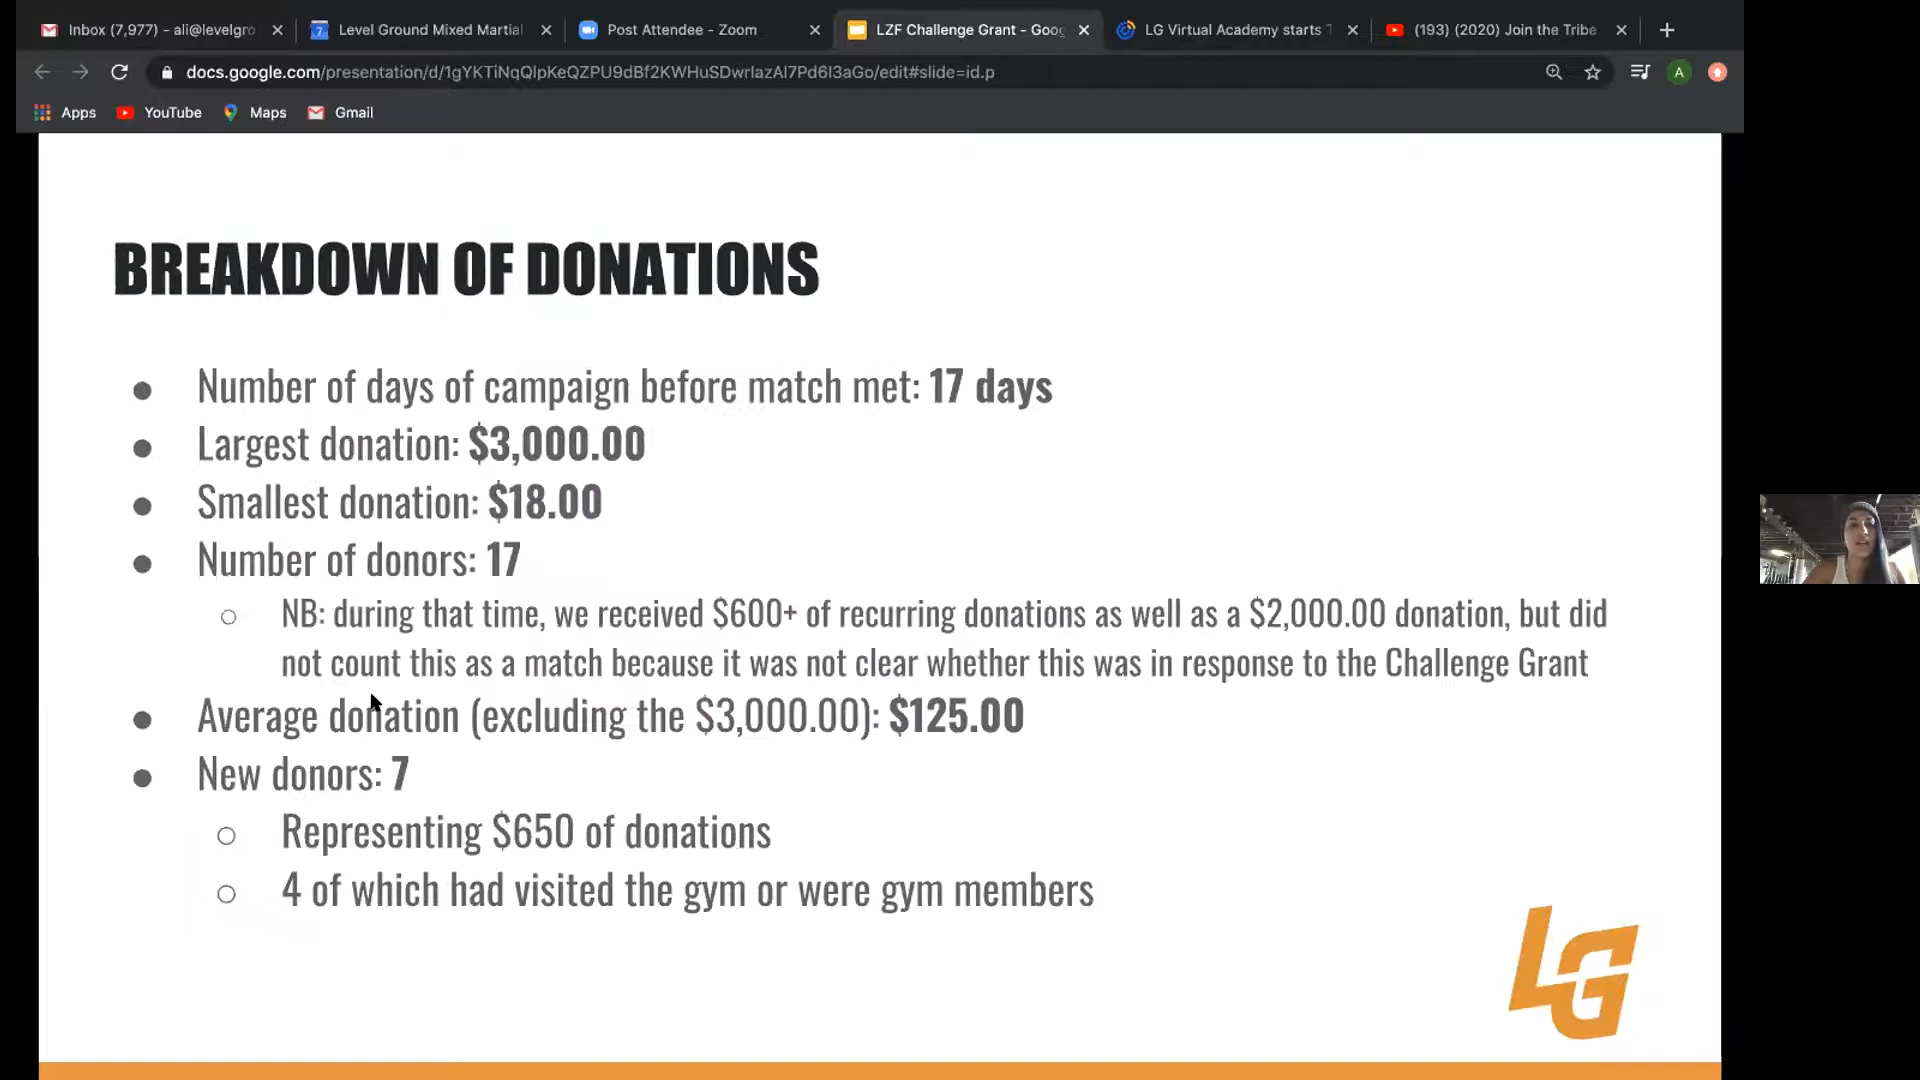 Inbox (7,977) - ali@levelgro
Level Ground Mixed Martial
Post Attendee - Zoom
LZF Challenge Grant - Goog
LG Virtual Academy starts T
(193) (2020) Join the Tribe
docs.google.com/presentation/d/1gYKTiNqQlpKeQZPU9dBf2KWHuSDwrlazAl7Pd6I3aGo/edit#slide=id.p
A
Apps
YouTube
Maps
Gmail
BREAKDOWN OF DONATIONS
● Number of days of campaign before match met: 17 days
● Largest donation: $3,000.00
● Smallest donation: $18.00
● Number of donors: 17
○ NB: during that time, we received $600+ of recurring donations as well as a $2,000.00 donation, but did
not count this as a match because it was not clear whether this was in response to the Challenge Grant
● Average donation (excluding the $3,000.00): $125.00
● New donors: 7
○ Representing $650 of donations
○ 4 of which had visited the gym or were gym members
LG